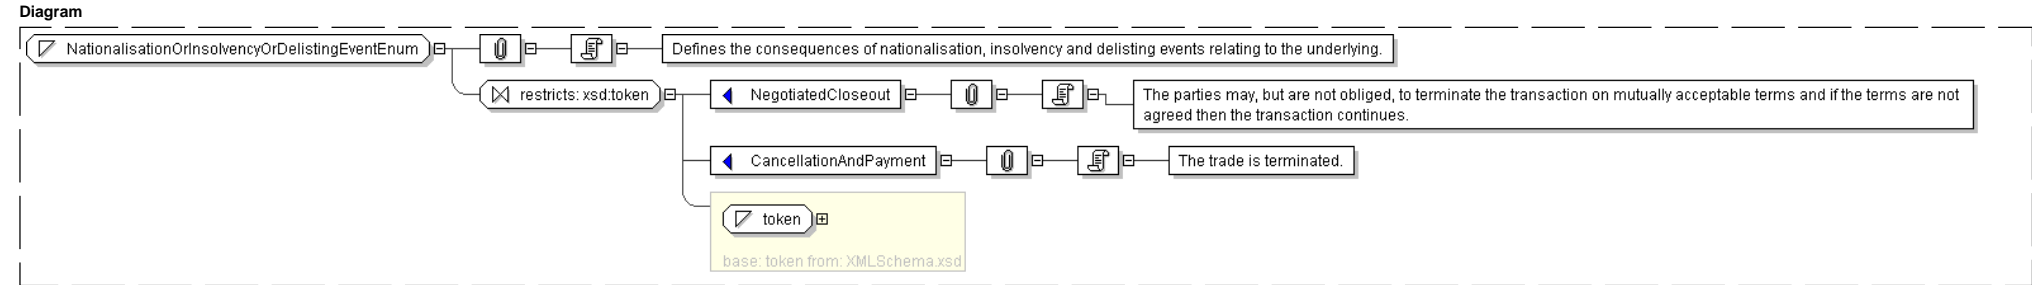 Diagram
NationalisationOrInsolvencyOrDelistingEventEnum
Defines the consequences of nationalisation, insolvency and delisting events relating to the underlying.
restricts: xsd:token
NegotiatedCloseout
The parties may, but are not obliged, to terminate the transaction on mutually acceptable terms and if the terms are not
agreed then the transaction continues.
CancellationAndPayment
The trade is terminated.
token
base: token from: XMLSchema.xsd